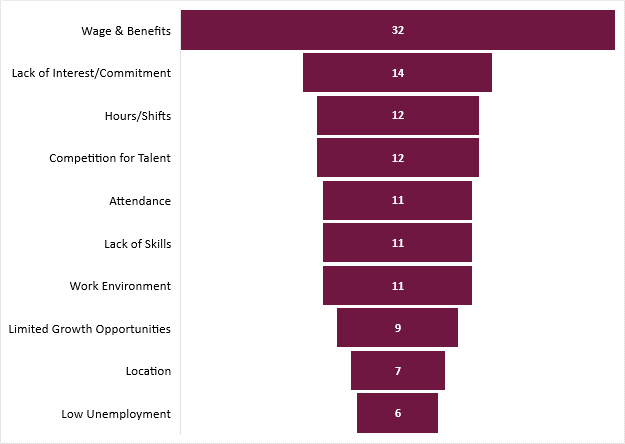 Wage & Benefits 32
Lack of Interest/Commitment 14
Hours/Shifts 12
Competition for Talent 12
Attendance 11
Lack of Skills 11
Work Environment 11
Limited Growth Opportunities 9
Location 7
Low Unemployment 6